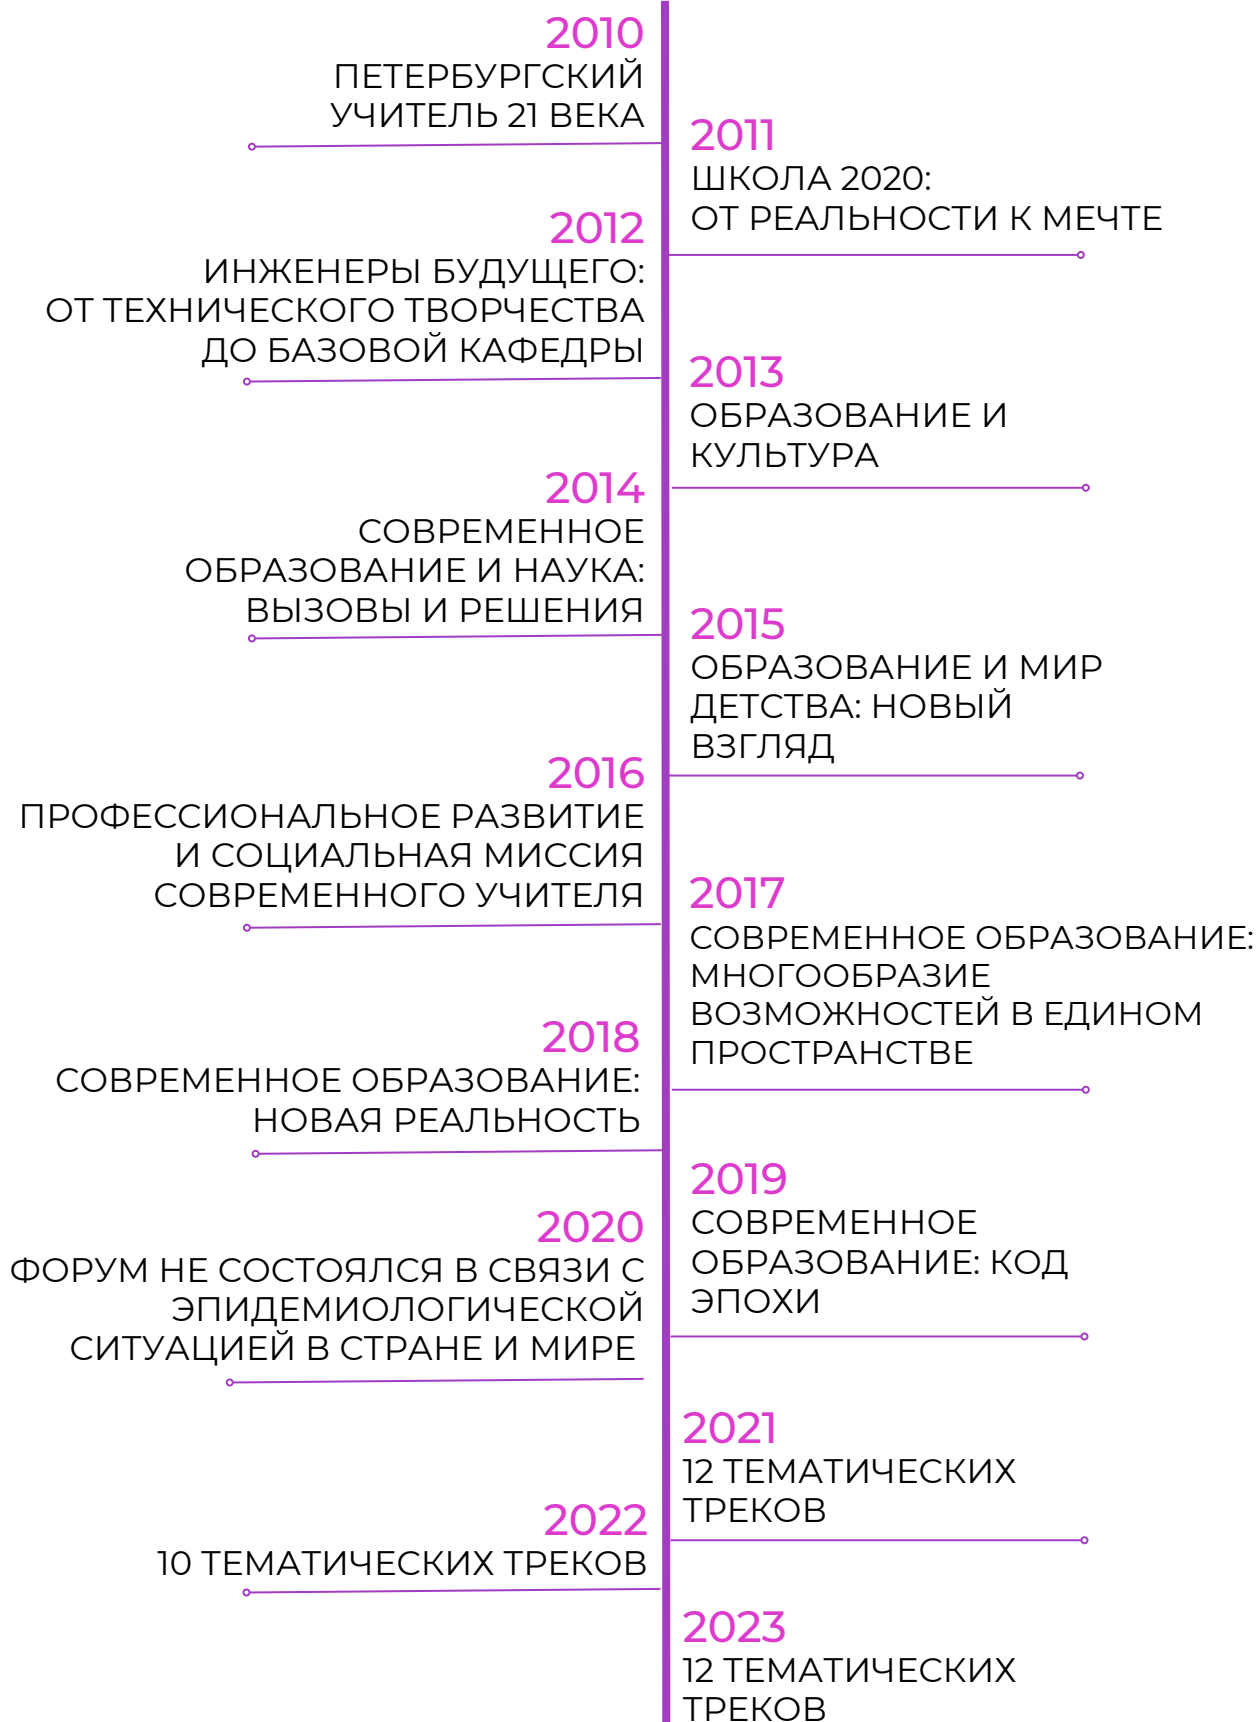 2010
ПЕТЕРБУРГСКИЙ
УЧИТЕЛЬ 21 ВЕКА
2011
ШКОЛА 2020:
ОТ РЕАЛЬНОСТИ К МЕЧТЕ
2012
ИНЖЕНЕРЫ БУДУЩЕГО:
ОТ ТЕХНИЧЕСКОГО ТВОРЧЕСТВА
ДО БАЗОВОЙ КАФЕДРЫ
2013
ОБРАЗОВАНИЕ И
КУЛЬТУРА
2014
СОВРЕМЕННОЕ
ОБРАЗОВАНИЕ И НАУКА:
ВЫЗОВЫ И РЕШЕНИЯ
2015
ОБРАЗОВАНИЕ И МИР
ДЕТСТВА: НОВЫЙ
ВЗГЛЯД
2016
ПРОФЕССИОНАЛЬНОЕ РАЗВИТИЕ
И СОЦИАЛЬНАЯ МИССИЯ
СОВРЕМЕННОГО УЧИТЕЛЯ
2017
СОВРЕМЕННОЕ ОБРАЗОВАНИЕ:
МНОГООБРАЗИЕ
ВОЗМОЖНОСТЕЙ В ЕДИНОМ
ПРОСТРАНСТВЕ
2018
СОВРЕМЕННОЕ ОБРАЗОВАНИЕ:
НОВАЯ РЕАЛЬНОСТЬ
2019
СОВРЕМЕННОЕ
ОБРАЗОВАНИЕ: КОД
ЭПОХИ
2020
ФОРУМ НЕ СОСТОЯЛСЯ В СВЯЗИ С
ЭПИДЕМИОЛОГИЧЕСКОЙ
СИТУАЦИЕЙ В СТРАНЕ И МИРЕ
2021
12 ТЕМАТИЧЕСКИХ
ТРЕКОВ
2022
10 ТЕМАТИЧЕСКИХ ТРЕКОВ
2023
12 ТЕМАТИЧЕСКИХ
ТРЕКОВ